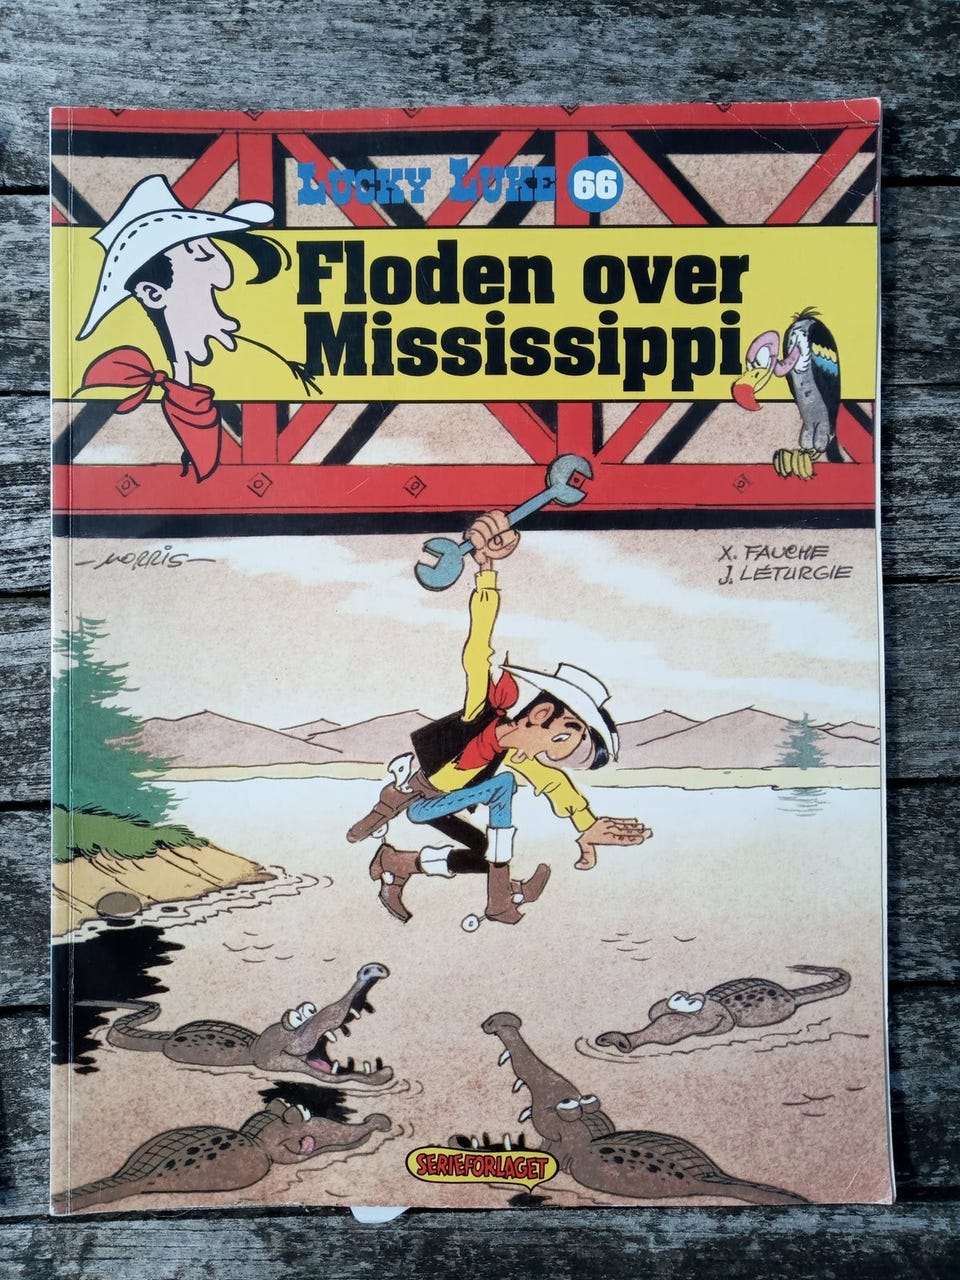 LUCKY LUKE 66
Floden over
Mississippi
-MORRIS-
X. FAUCHE
J. LÉTURGIE
SERIEFORLAGET